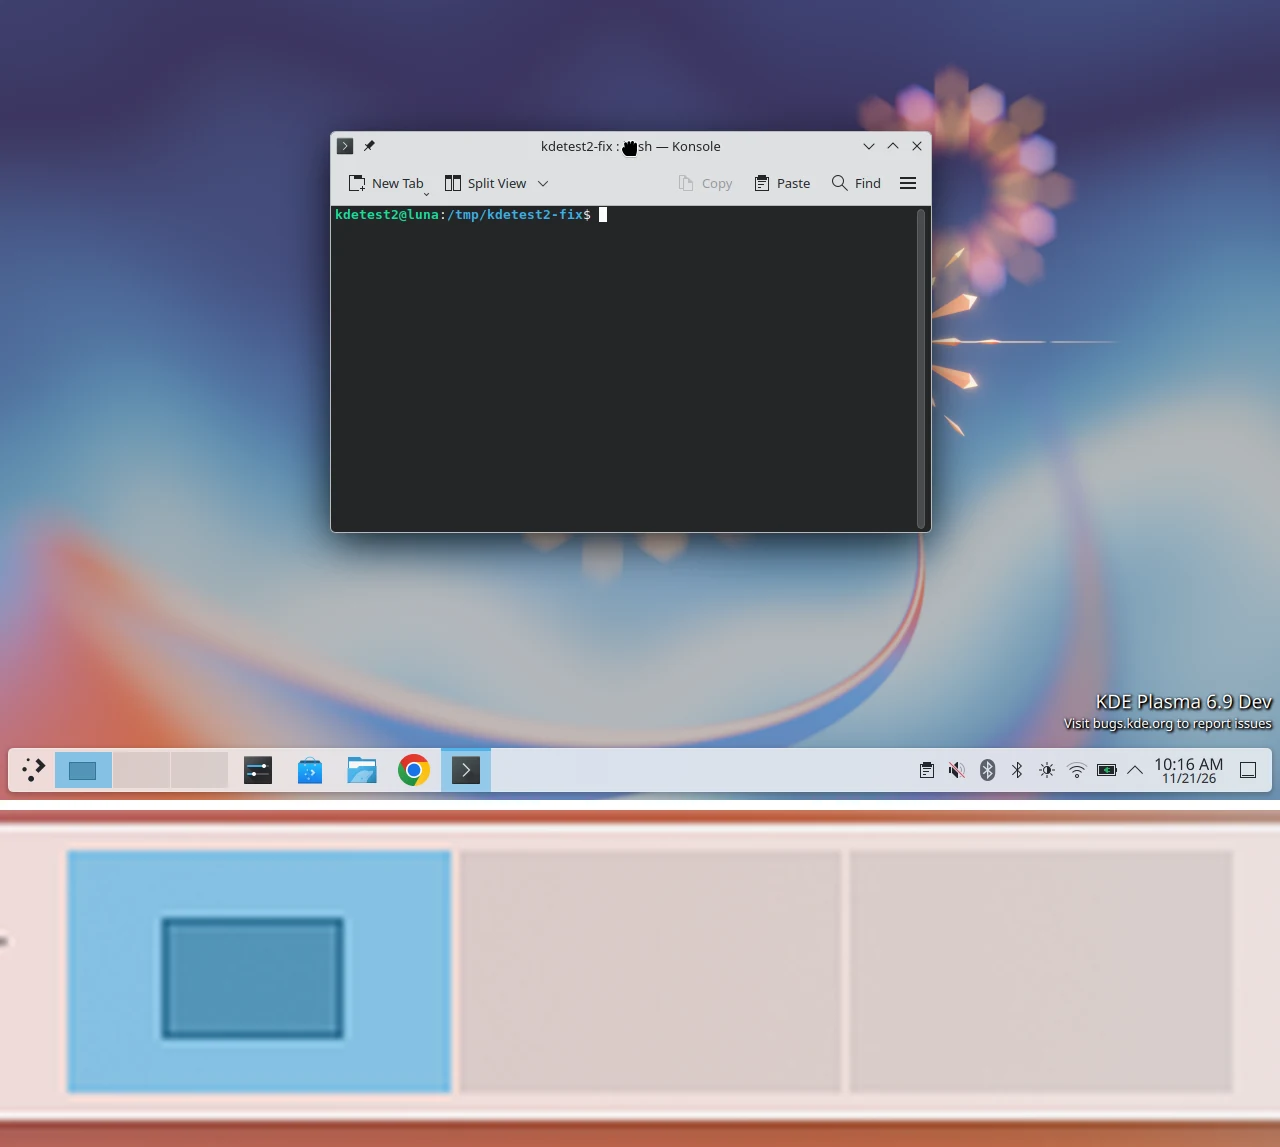 kdetest2-fix : sh — Konsole
New Tab Split View Copy Paste Find
kdetest2@luna:/tmp/kdetest2-fix$
KDE Plasma 6.9 Dev
Visit bugs.kde.org to report issues
10:16 AM
11/21/26